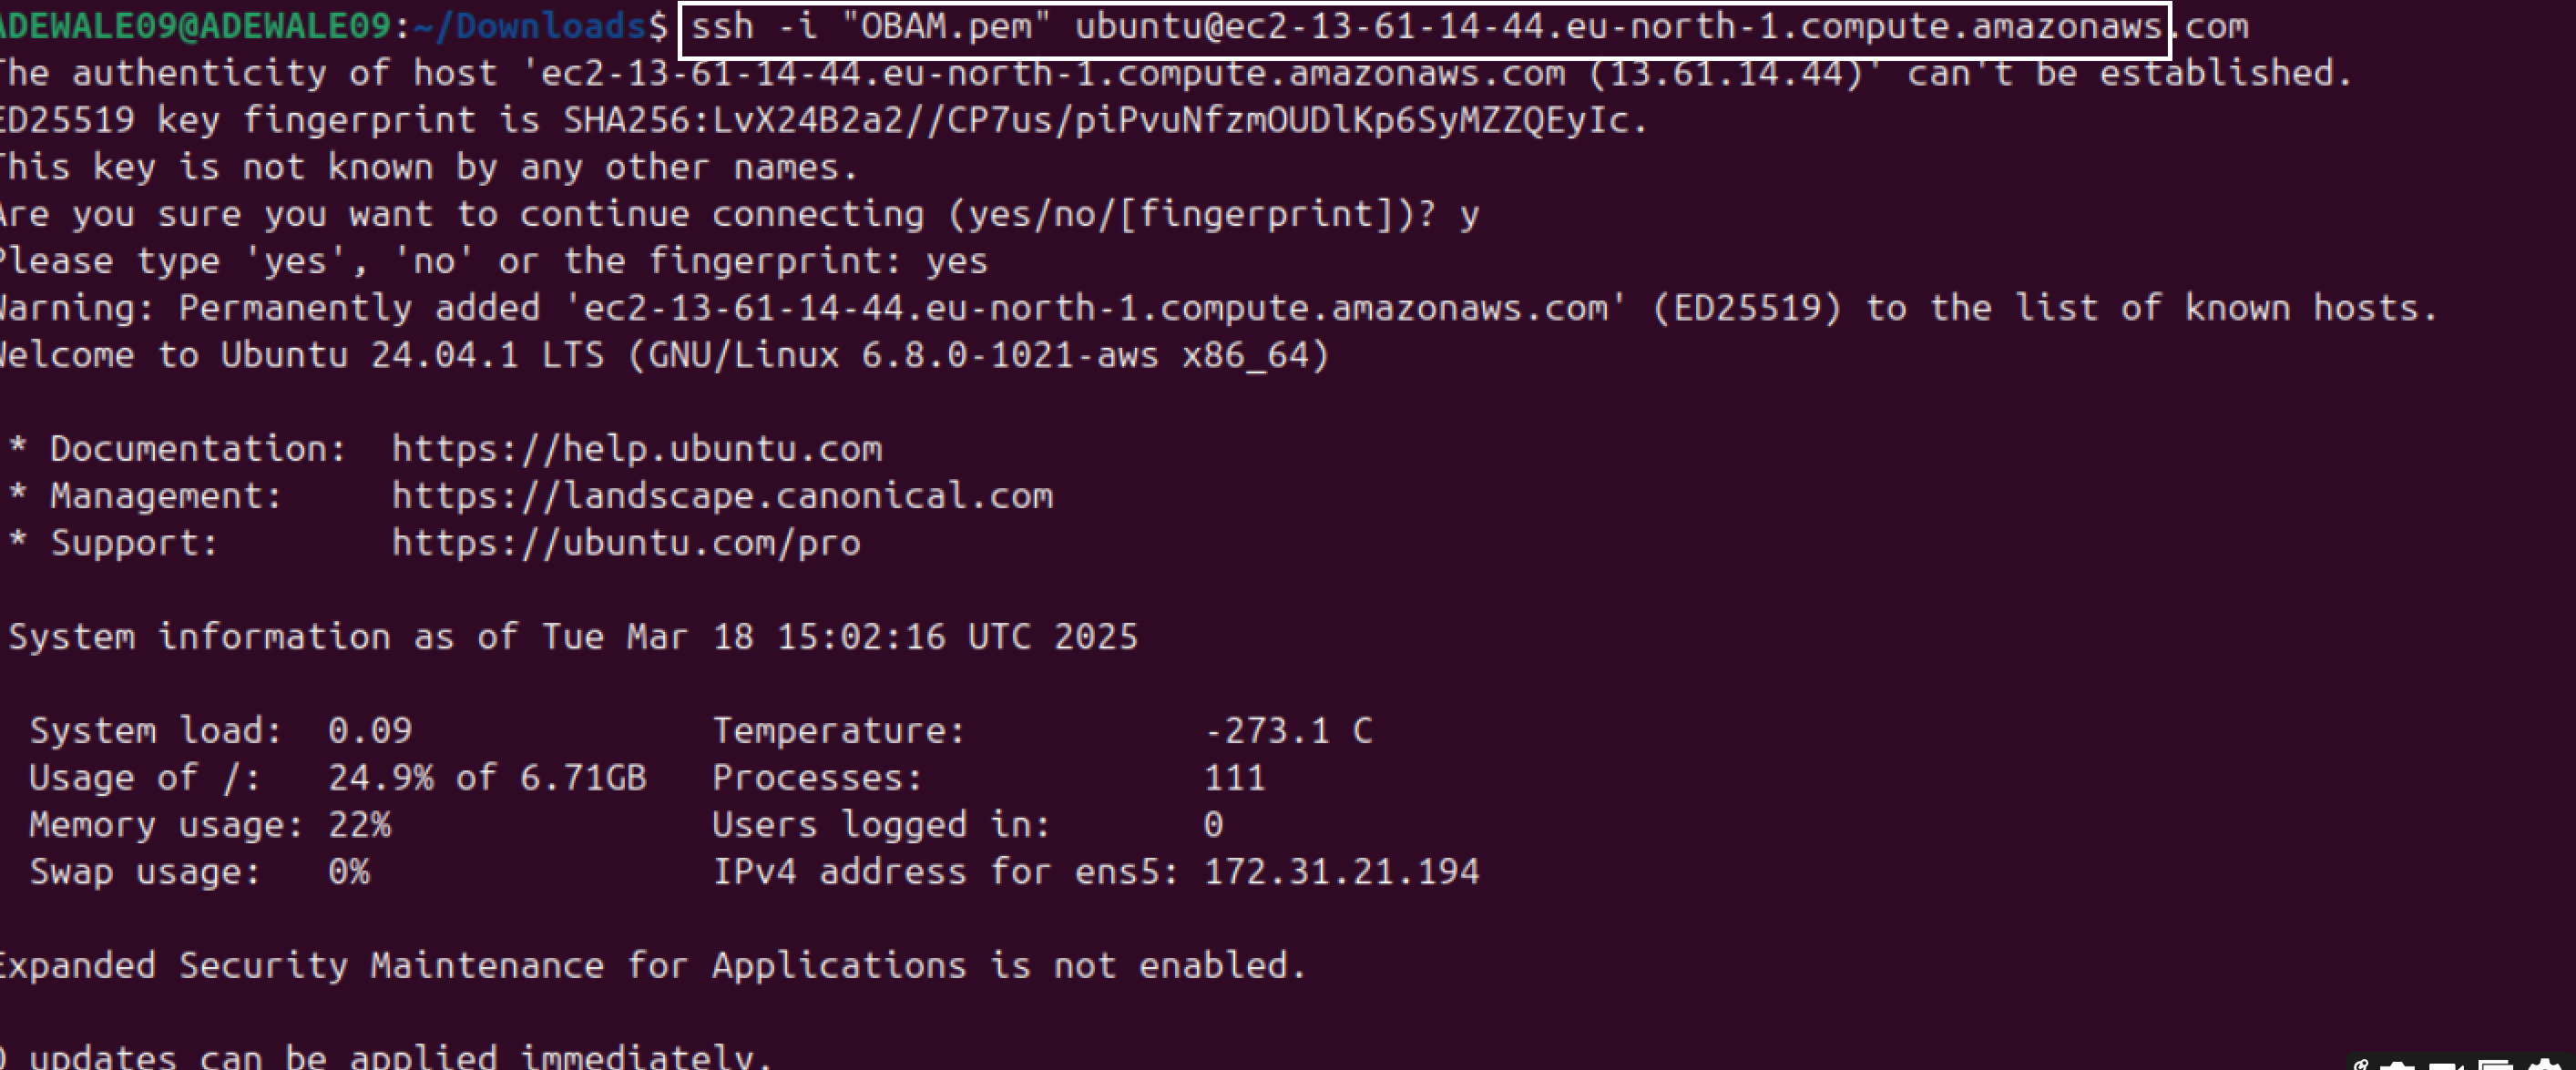 ADEWALE09@ADEWALE09:~/Downloads$ ssh -i "OBAM.pem" ubuntu@ec2-13-61-14-44.eu-north-1.compute.amazonaws.com
The authenticity of host 'ec2-13-61-14-44.eu-north-1.compute.amazonaws.com (13.61.14.44)' can't be established.
ED25519 key fingerprint is SHA256:LvX24B2a2//CP7us/piPvuNfzmOUDlKp6SyMZZQEyIc.
This key is not known by any other names.
Are you sure you want to continue connecting (yes/no/[fingerprint])? y
Please type 'yes', 'no' or the fingerprint: yes
Warning: Permanently added 'ec2-13-61-14-44.eu-north-1.compute.amazonaws.com' (ED25519) to the list of known hosts.
Welcome to Ubuntu 24.04.1 LTS (GNU/Linux 6.8.0-1021-aws x86_64)
* Documentation: https://help.ubuntu.com
* Management: https://landscape.canonical.com
* Support: https://ubuntu.com/pro
System information as of Tue Mar 18 15:02:16 UTC 2025
System load: 0.09 Temperature: -273.1 C
Usage of /: 24.9% of 6.71GB Processes: 111
Memory usage: 22% Users logged in: 0
Swap usage: 0% IPv4 address for ens5: 172.31.21.194
Expanded Security Maintenance for Applications is not enabled.
0 updates can be applied immediately.